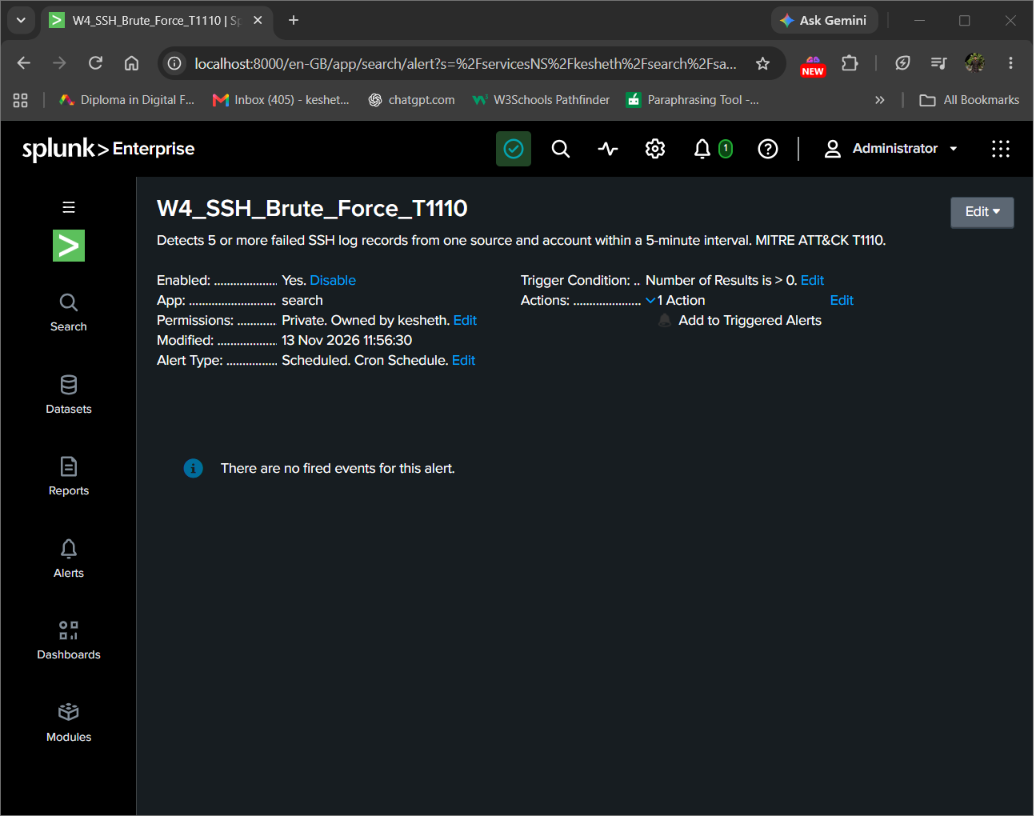 W4_SSH_Brute_Force_T1110 | Sp
Ask Gemini
localhost:8000/en-GB/app/search/alert?s=%2FservicesNS%2Fkesheth%2Fsearch%2Fsa...
NEW
Diploma in Digital F...
Inbox (405) - keshet...
chatgpt.com
W3Schools Pathfinder
Paraphrasing Tool -...
All Bookmarks
splunk>Enterprise
1
Administrator
W4_SSH_Brute_Force_T1110
Edit
Detects 5 or more failed SSH log records from one source and account within a 5-minute interval. MITRE ATT&CK T1110.
Enabled: ................... Yes. Disable
App: .......................... search
Permissions: ............ Private. Owned by kesheth. Edit
Modified: .................. 13 Nov 2026 11:56:30
Alert Type: ............... Scheduled. Cron Schedule. Edit
Trigger Condition: .. Number of Results is > 0. Edit
Actions: .................... 1 Action Edit
Add to Triggered Alerts
There are no fired events for this alert.
Search
Datasets
Reports
Alerts
Dashboards
Modules